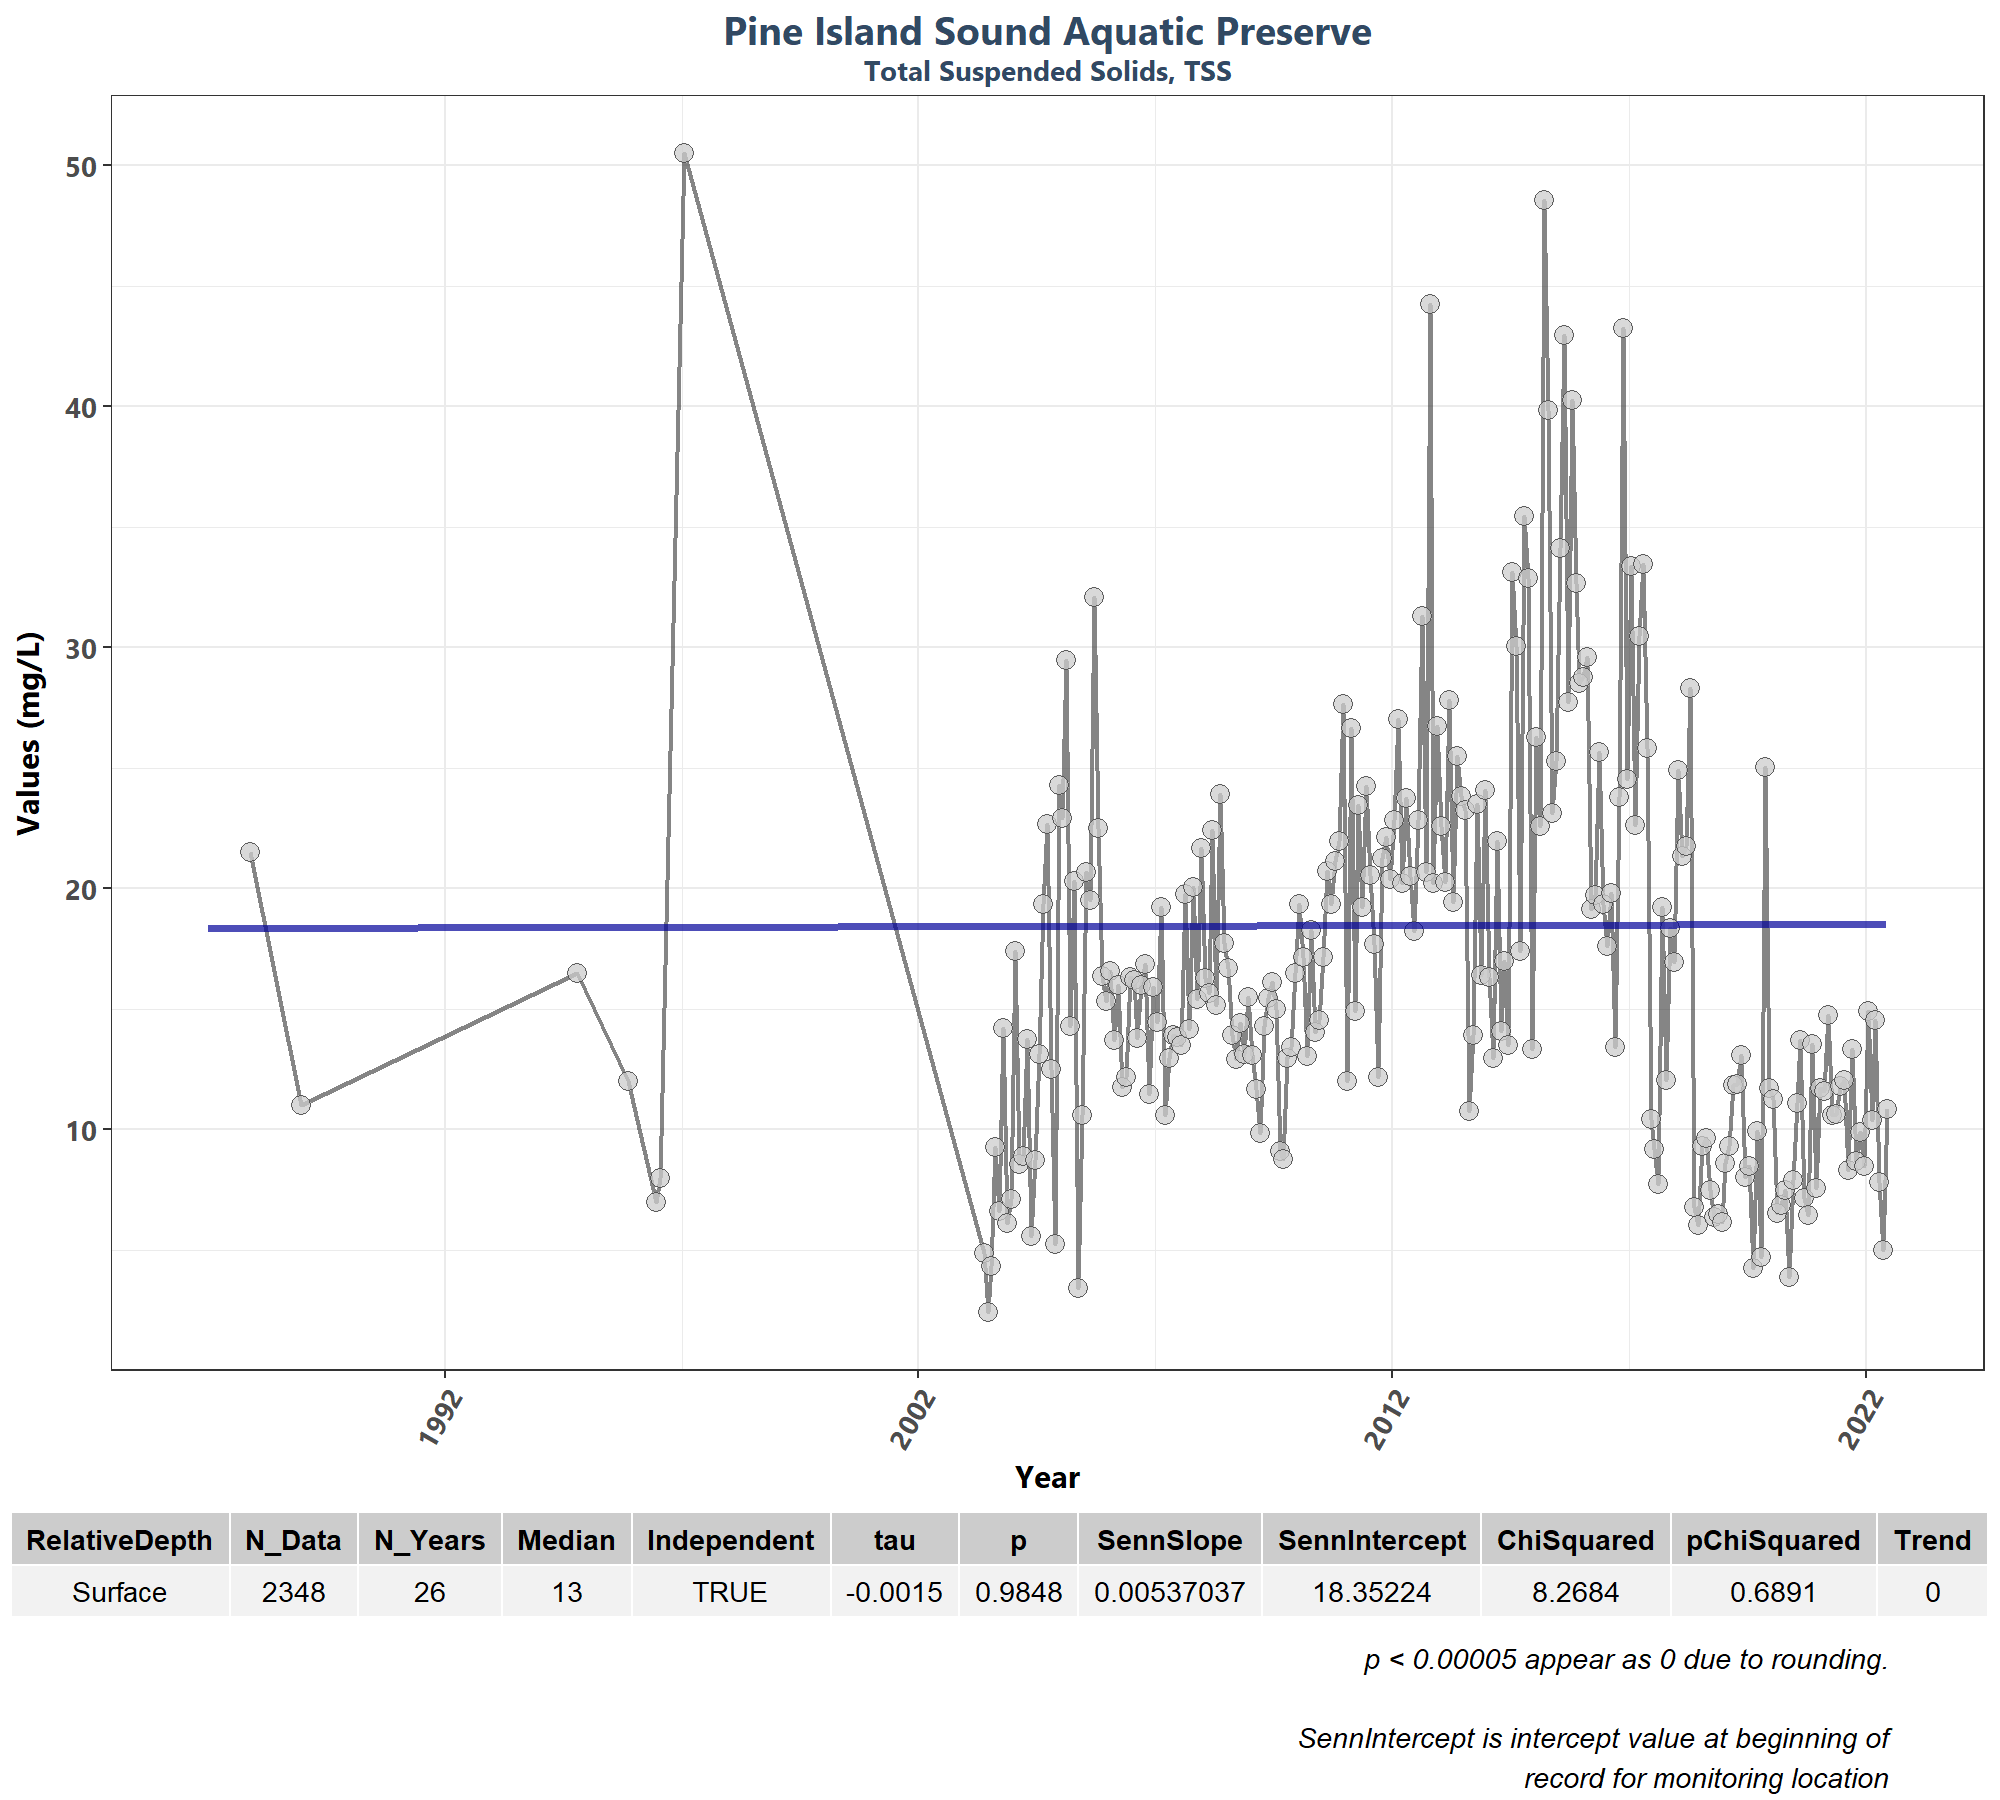 Pine Island Sound Aquatic Preserve
Total Suspended Solids, TSS
Values (mg/L)
50
40
30
20
10
1992
2002
2012
2022
Year
RelativeDepth N_Data N_Years Median Independent tau p SennSlope SennIntercept ChiSquared pChiSquared Trend
Surface 2348 26 13 TRUE -0.0015 0.9848 0.00537037 18.35224 8.2684 0.6891 0
p < 0.00005 appear as 0 due to rounding.
SennIntercept is intercept value at beginning of
record for monitoring location